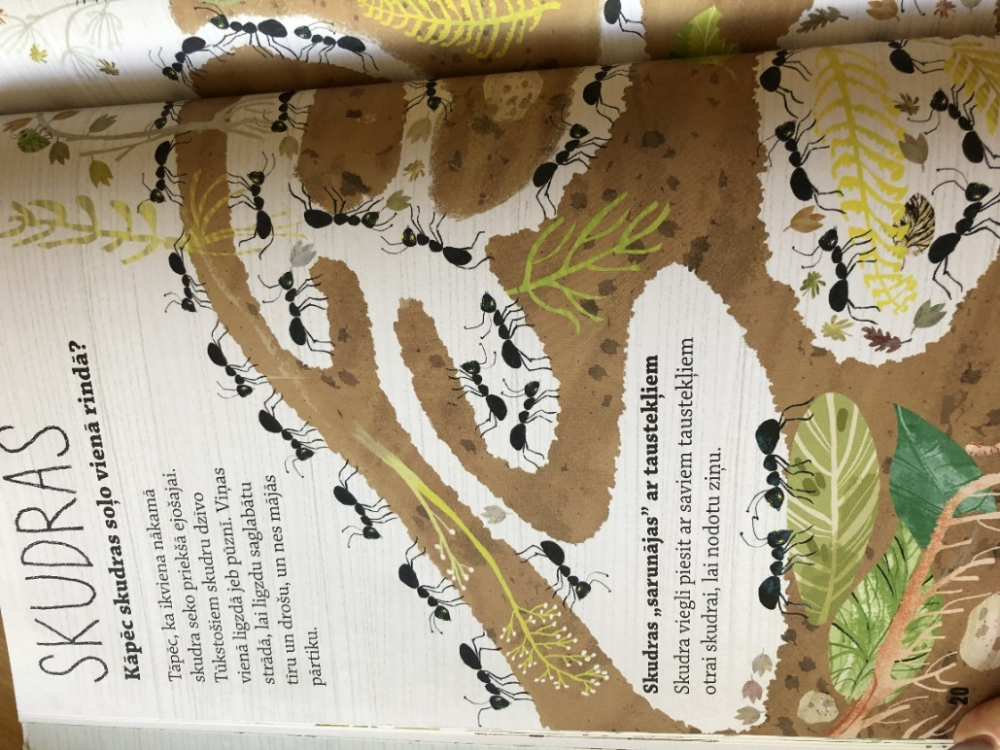 SKUDRAS
Kāpēc skudras soļo vienā rindā?
Tāpēc, ka ikviena nākamā
skudra seko priekšā ejošajai.
Tūkstošiem skudru dzīvo
vienā ligzdā jeb pūznī. Viņas
strādā, lai ligzdu saglabātu
tīru un drošu, un nes mājās
pārtiku.
Skudras „sarunājas” ar taustekļiem
Skudra viegli piesit ar saviem taustekļiem
otrai skudrai, lai nodotu ziņu.
20